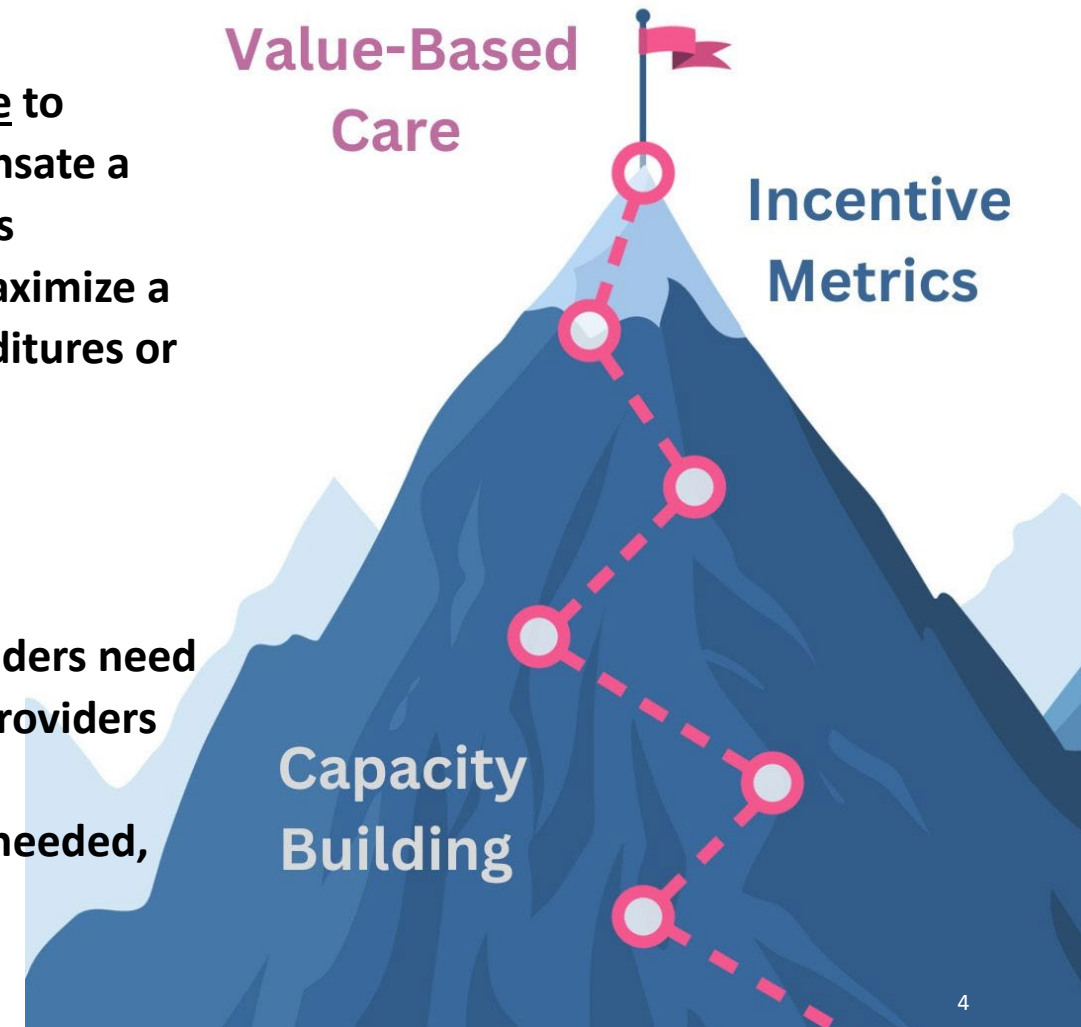 Value-Based
Care
e to
nsate a
s
aximize a
ditures or
ders need
roviders
needed,
Incentive
Metrics
Capacity
Building
4